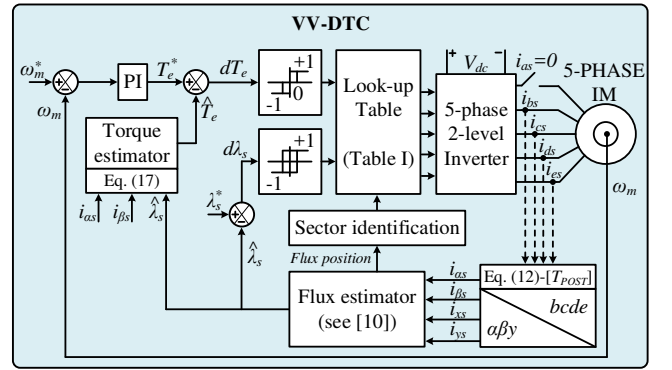 VV-DTC
ω*m
PI
T*e
dTe
+1
0
-1
Look-up
Table
(Table I)
Vdc
+
−
5-phase
2-level
Inverter
ias=0
5-PHASE
IM
ibs
ics
ids
ies
ωm
ωm
T̂e
Torque
estimator
Eq. (17)
iαs
iβs
λ̂s
dλs
+1
-1
λ*s
λ̂s
Sector identification
Flux position
Flux estimator
(see [10])
iαs
iβs
ixs
iys
Eq. (12)-[TPOST]
bcde
αβy